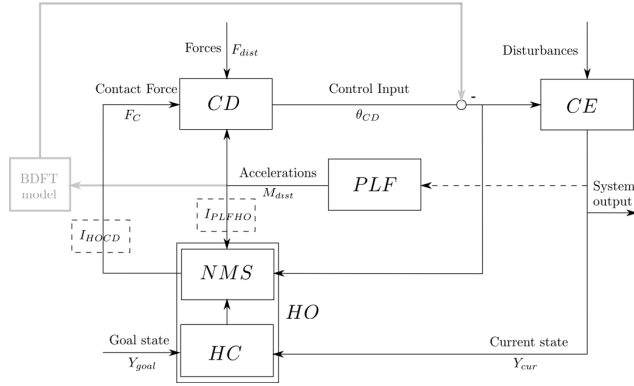 Forces F_dist
Disturbances
Contact Force
F_C
CD
Control Input
θ_CD
-
CE
BDFT
model
Accelerations
M_dist
PLF
System
output
I_HOCD
I_PLFHO
NMS
HO
Goal state
Y_goal
HC
Current state
Y_cur